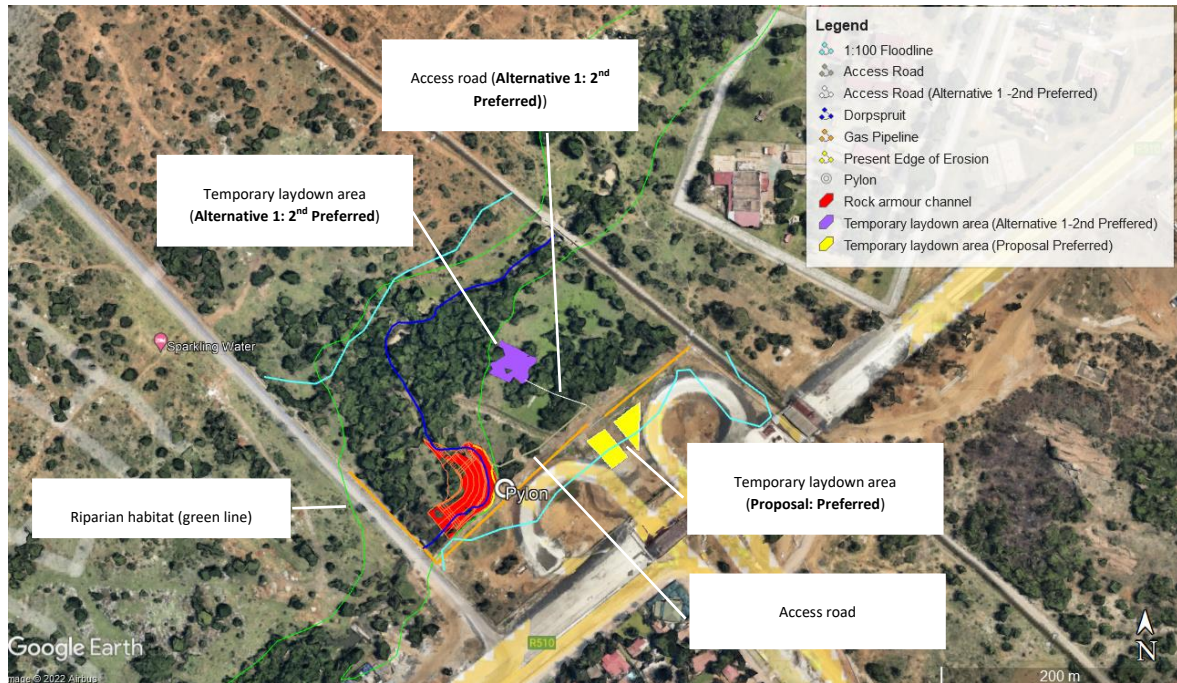 Legend
1:100 Floodline
Access Road
Access Road (Alternative 1 -2nd Preferred)
Dorpspruit
Gas Pipeline
Present Edge of Erosion
Pylon
Rock armour channel
Temporary laydown area (Alternative 1-2nd Preffered)
Temporary laydown area (Proposal Preferred)
Access road (Alternative 1: 2nd
Preferred))
Temporary laydown area
(Alternative 1: 2nd Preferred)
Sparkling Water
Pylon
Riparian habitat (green line)
Temporary laydown area
(Proposal: Preferred)
Access road
R510
Google Earth
mage © 2022 Airbus
N
200 m